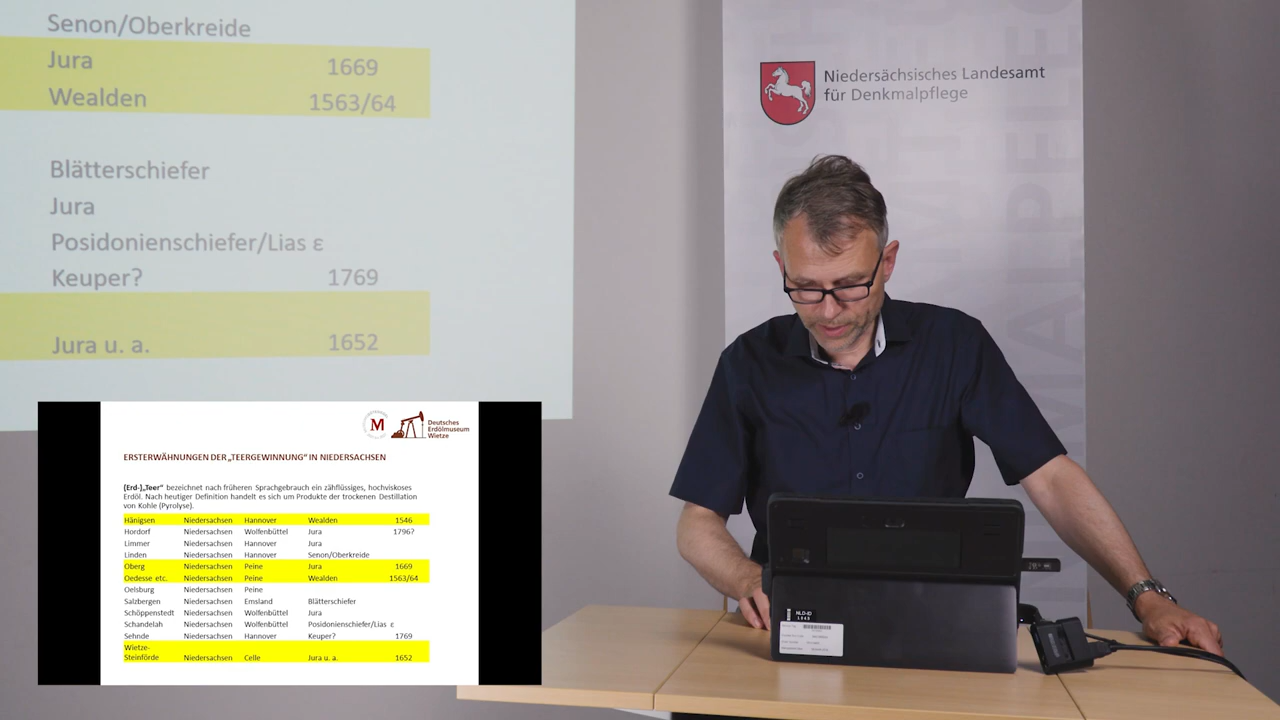 Senon/Oberkreide
Jura 1669
Wealden 1563/64
Blätterschiefer
Jura
Posidonienschiefer/Lias ε
Keuper? 1769
Jura u. a. 1652
Niedersächsisches Landesamt
für Denkmalpflege
M
Deutsches
Erdölmuseum
Wietze
ERSTERWÄHNUNGEN DER „TEERGEWINNUNG“ IN NIEDERSACHSEN
(Erd-)„Teer“ bezeichnet nach früheren Sprachgebrauch ein zähflüssiges, hochviskoses
Erdöl. Nach heutiger Definition handelt es sich um Produkte der trockenen Destillation
von Kohle (Pyrolyse).
Hänigsen Niedersachsen Hannover Wealden 1546
Hordorf Niedersachsen Wolfenbüttel Jura 1796?
Limmer Niedersachsen Hannover Jura
Linden Niedersachsen Hannover Senon/Oberkreide
Oberg Niedersachsen Peine Jura 1669
Oedesse etc. Niedersachsen Peine Wealden 1563/64
Oelsburg Niedersachsen Peine
Salzbergen Niedersachsen Emsland Blätterschiefer
Schöppenstedt Niedersachsen Wolfenbüttel Jura
Schandelah Niedersachsen Wolfenbüttel Posidonienschiefer/Lias ε
Sehnde Niedersachsen Hannover Keuper? 1769
Wietze-
Steinförde Niedersachsen Celle Jura u. a. 1652
NLD-ID